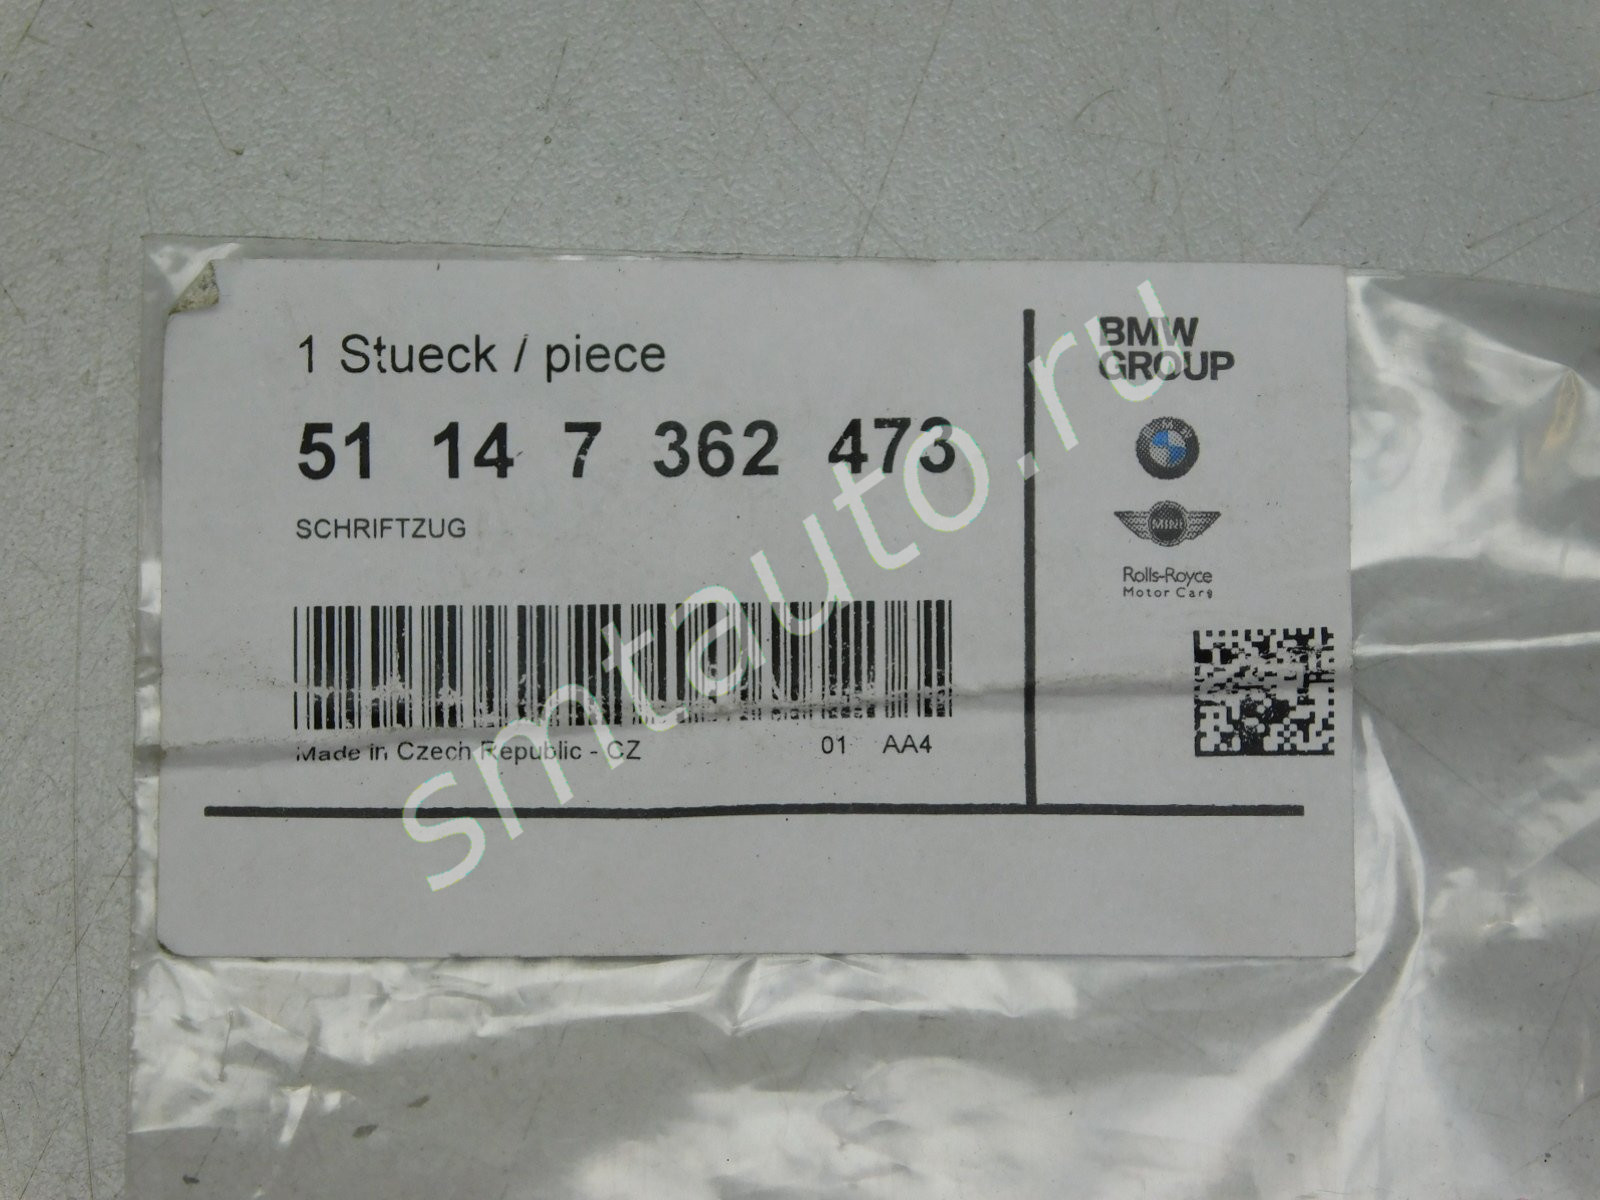 1 Stueck / piece
51 14 7 362 473
SCHRIFTZUG
Made in Czech Republic - CZ
01 AA4
BMW
GROUP
BMW
MINI
Rolls-Royce
Motor Cars
smtauto.ru